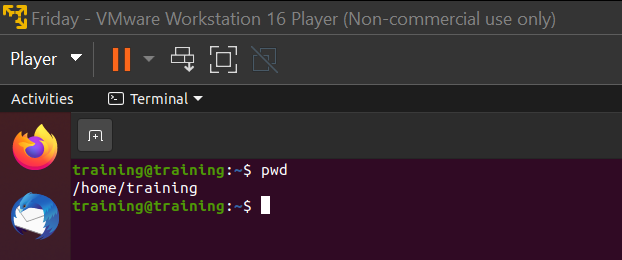 Friday - VMware Workstation 16 Player (Non-commercial use only)
Player
Activities Terminal
training@training:~$ pwd
/home/training
training@training:~$